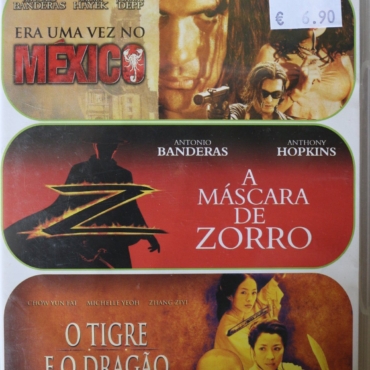 BANDERAS HAYEK DEPP
€ 6.90
ERA UMA VEZ NO
MÉXICO
ANTONIO BANDERAS
ANTHONY HOPKINS
Z
A
MÁSCARA
DE
ZORRO
CHOW YUN FAT MICHELLE YEOH ZHANG ZIYI
O TIGRE
E O DRAGÃO